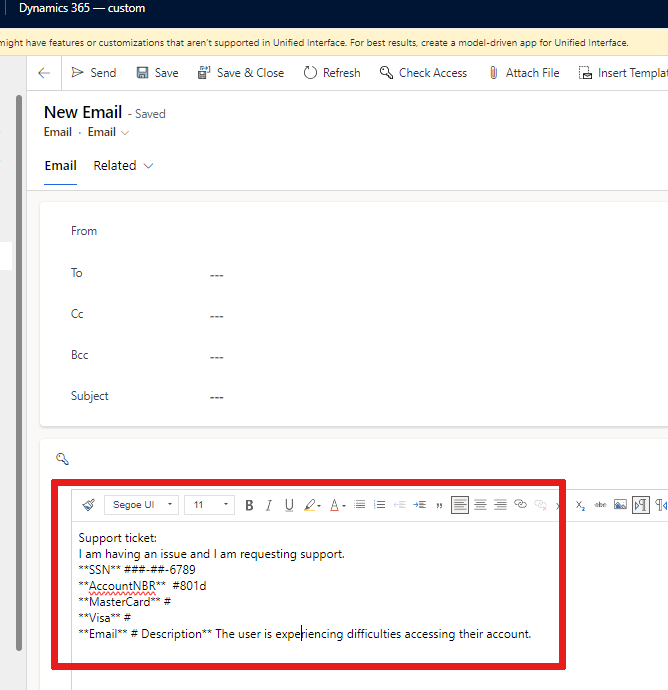 Dynamics 365 — custom
might have features or customizations that aren't supported in Unified Interface. For best results, create a model-driven app for Unified Interface.
Send Save Save & Close Refresh Check Access Attach File Insert Templat
New Email - Saved
Email · Email
Email Related
From
To ---
Cc ---
Bcc ---
Subject ---
Segoe UI 11 B I U A " X₂ abc
Support ticket:
I am having an issue and I am requesting support.
**SSN** ###-##-6789
**AccountNBR** #801d
**MasterCard** #
**Visa** #
**Email** # Description** The user is experiencing difficulties accessing their account.